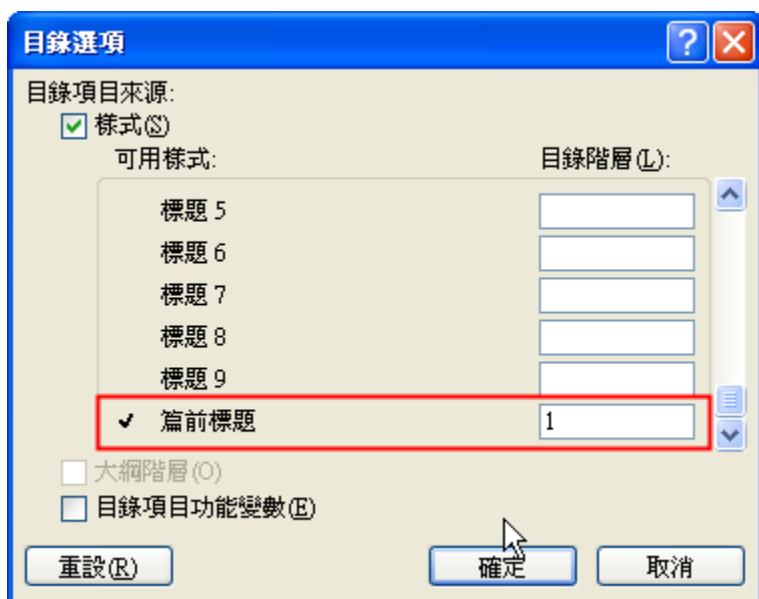 目錄選項
目錄項目來源:
樣式(S)
可用樣式: 目錄階層(L):
標題 5
標題 6
標題 7
標題 8
標題 9
篇前標題 1
大綱階層(O)
目錄項目功能變數(E)
重設(R) 確定 取消